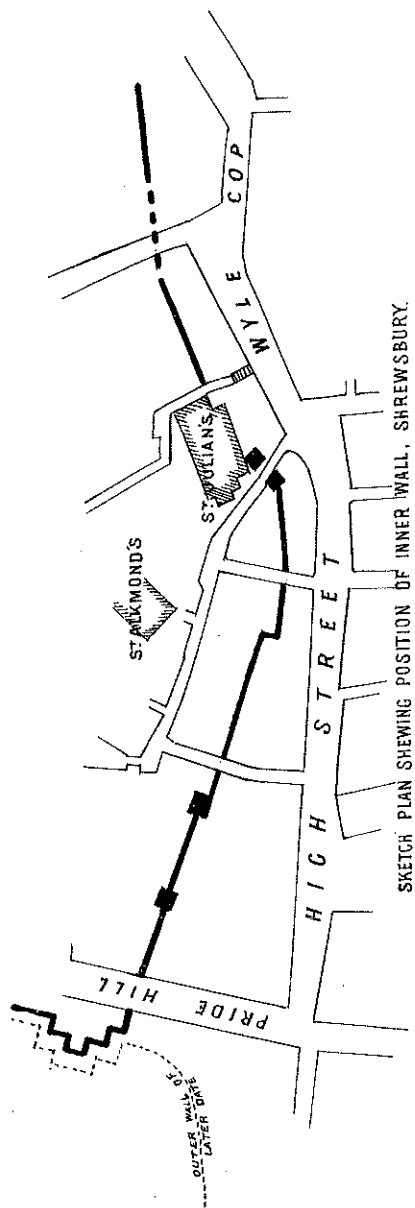 OUTER WALL OF
LATER DATE
PRIDE HILL
HIGH STREET
ST ALKMOND'S
ST JULIAN'S
WYLE COP
SKETCH PLAN SHEWING POSITION OF INNER WALL, SHREWSBURY.